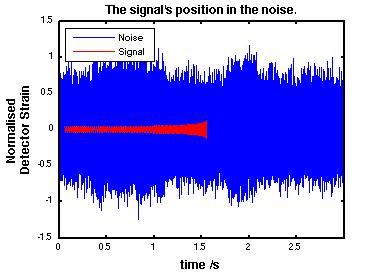 The signal's position in the noise.
Noise
Signal
Normalised
Detector Strain
1.5
1
0.5
0
-0.5
-1
-1.5
0
0.5
1
1.5
2
2.5
time /s